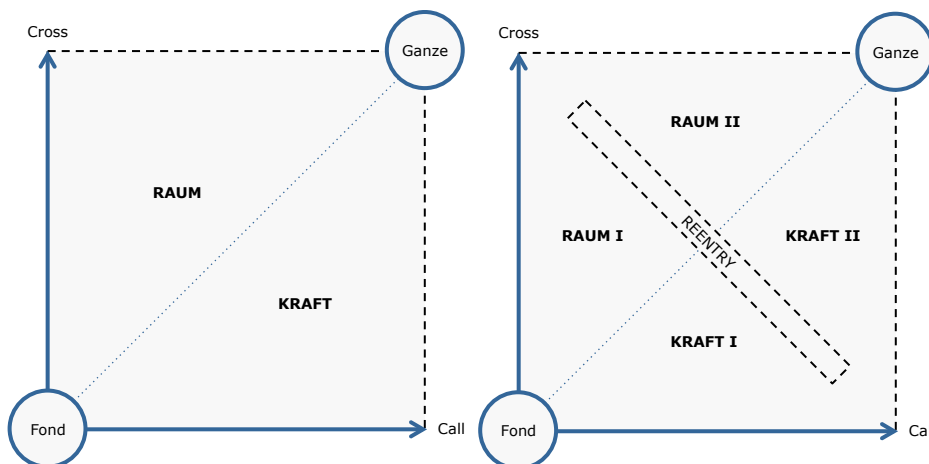 Cross
Ganze
RAUM
KRAFT
Fond
Call
Cross
Ganze
RAUM II
RAUM I
REENTRY
KRAFT II
KRAFT I
Fond
Ca